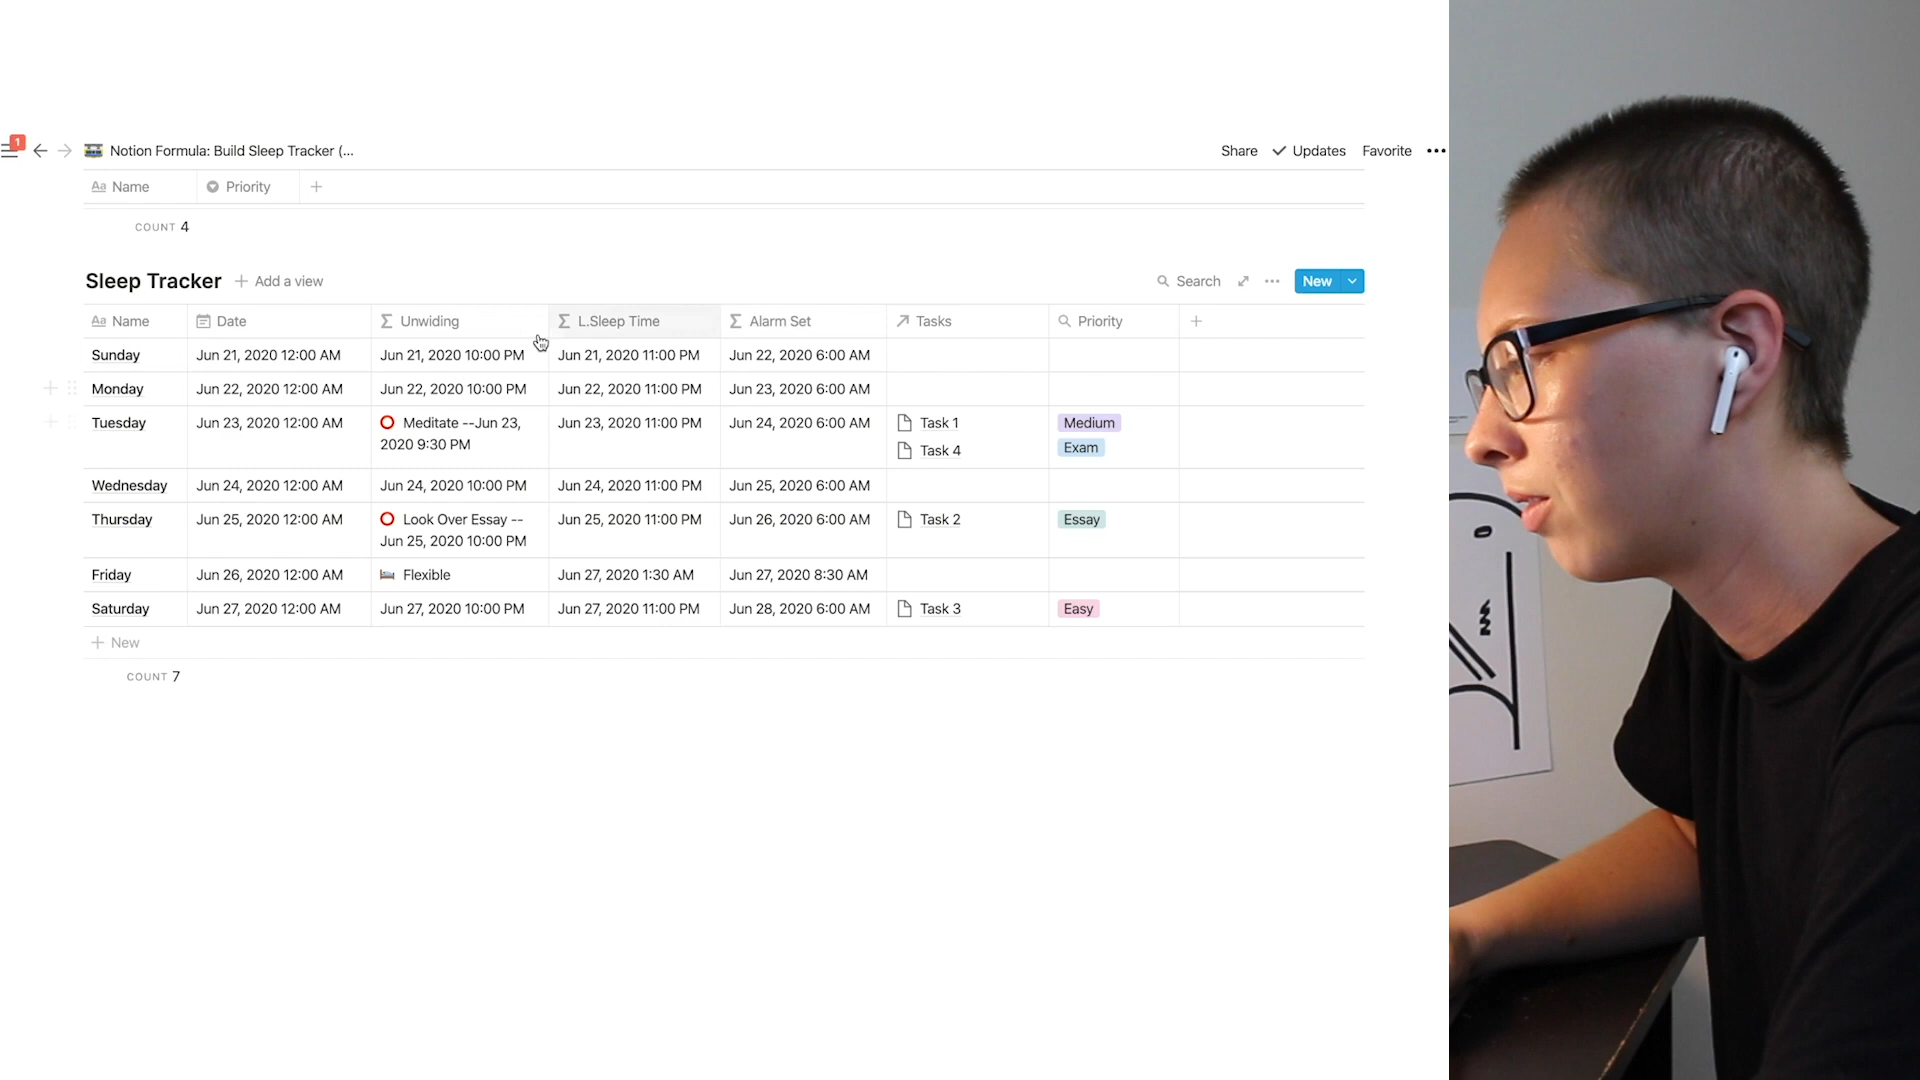 1
Notion Formula: Build Sleep Tracker (...
Share Updates Favorite
Aa Name Priority
COUNT 4
Sleep Tracker Add a view Search New
Aa Name Date Unwiding L.Sleep Time Alarm Set Tasks Priority
Sunday Jun 21, 2020 12:00 AM Jun 21, 2020 10:00 PM Jun 21, 2020 11:00 PM Jun 22, 2020 6:00 AM
Monday Jun 22, 2020 12:00 AM Jun 22, 2020 10:00 PM Jun 22, 2020 11:00 PM Jun 23, 2020 6:00 AM
Tuesday Jun 23, 2020 12:00 AM Meditate --Jun 23, Jun 23, 2020 11:00 PM Jun 24, 2020 6:00 AM Task 1 Medium
2020 9:30 PM Task 4 Exam
Wednesday Jun 24, 2020 12:00 AM Jun 24, 2020 10:00 PM Jun 24, 2020 11:00 PM Jun 25, 2020 6:00 AM
Thursday Jun 25, 2020 12:00 AM Look Over Essay -- Jun 25, 2020 11:00 PM Jun 26, 2020 6:00 AM Task 2 Essay
Jun 25, 2020 10:00 PM
Friday Jun 26, 2020 12:00 AM Flexible Jun 27, 2020 1:30 AM Jun 27, 2020 8:30 AM
Saturday Jun 27, 2020 12:00 AM Jun 27, 2020 10:00 PM Jun 27, 2020 11:00 PM Jun 28, 2020 6:00 AM Task 3 Easy
New
COUNT 7